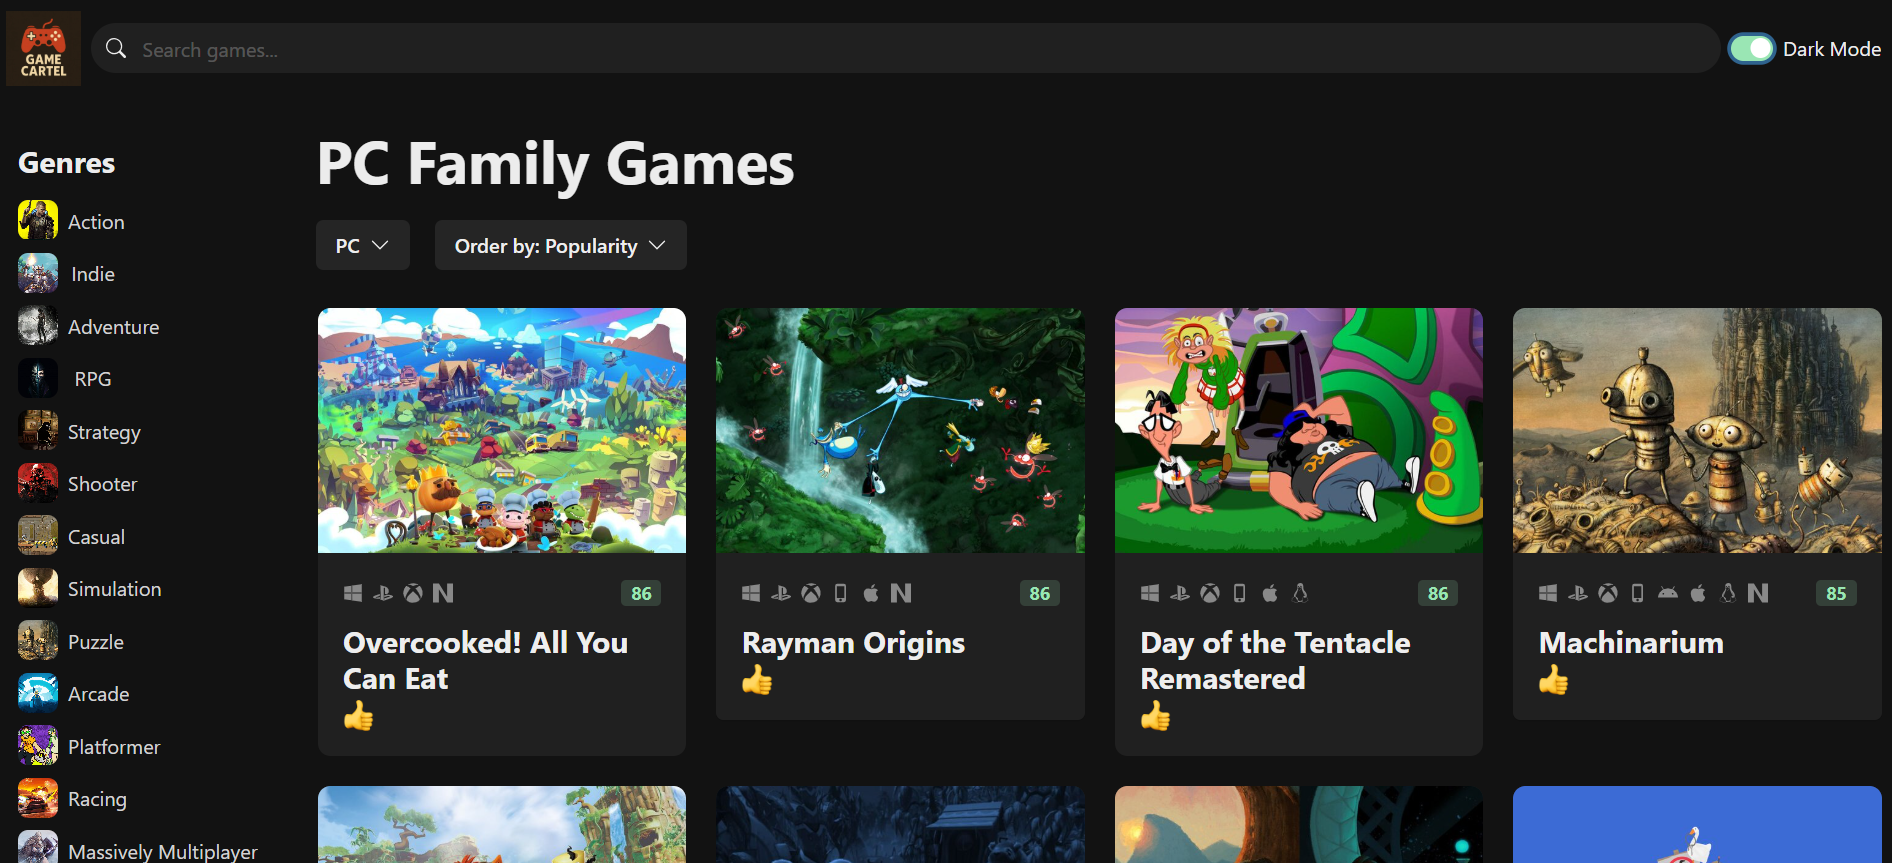 GAME
CARTEL
Search games...
Dark Mode
Genres
Action
Indie
Adventure
RPG
Strategy
Shooter
Casual
Simulation
Puzzle
Arcade
Platformer
Racing
Massively Multiplayer
PC Family Games
PC
Order by: Popularity
86
Overcooked! All You
Can Eat
86
Rayman Origins
86
Day of the Tentacle
Remastered
85
Machinarium